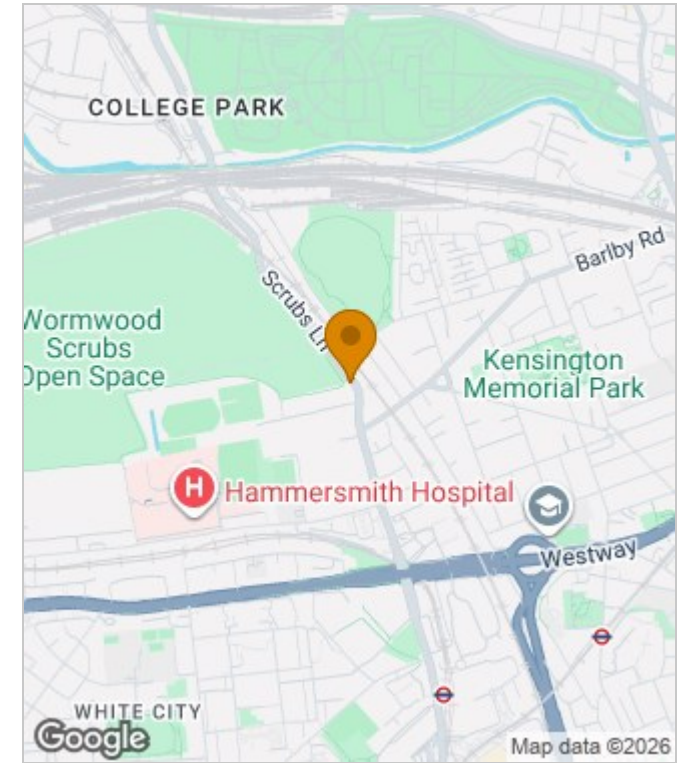 COLLEGE PARK
Barlby Rd
Scrubs Ln
Wormwood
Scrubs
Open Space
Kensington
Memorial Park
H Hammersmith Hospital
Westway
WHITE CITY
Google
Map data ©2026